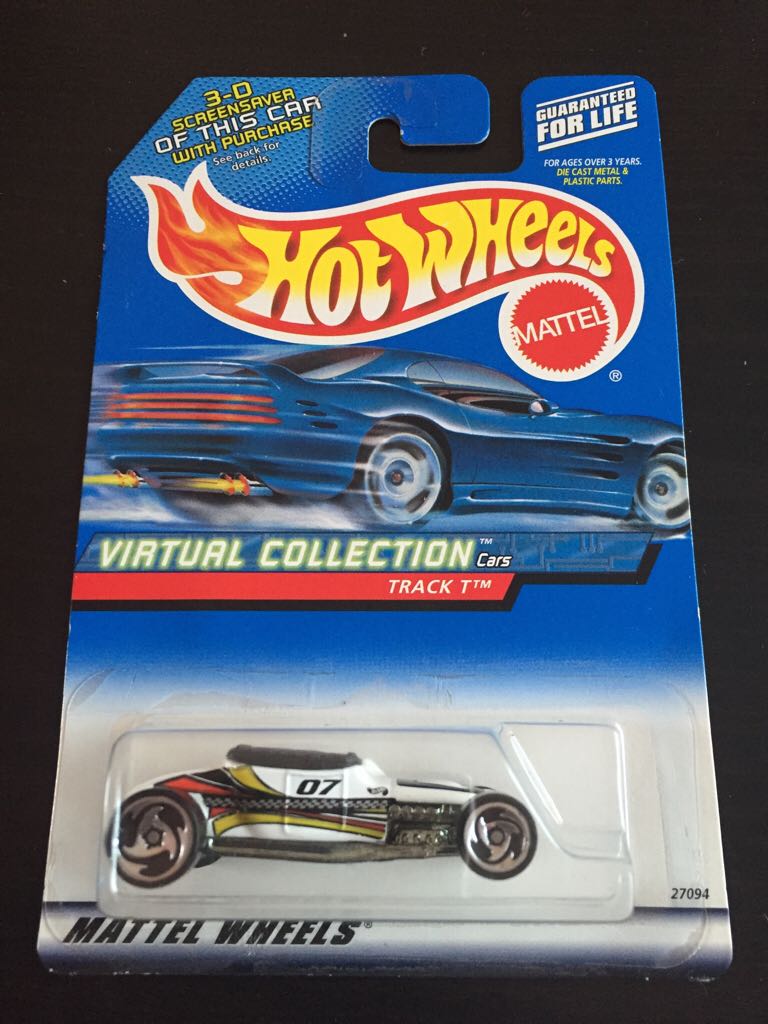 3-D
SCREENSAVER
OF THIS CAR
WITH PURCHASE
See back for
details.
GUARANTEED
FOR LIFE
FOR AGES OVER 3 YEARS.
DIE CAST METAL &
PLASTIC PARTS.
HOT WHEELS
MATTEL
®
VIRTUAL COLLECTION™ Cars
TRACK T™
07
27094
MATTEL WHEELS®